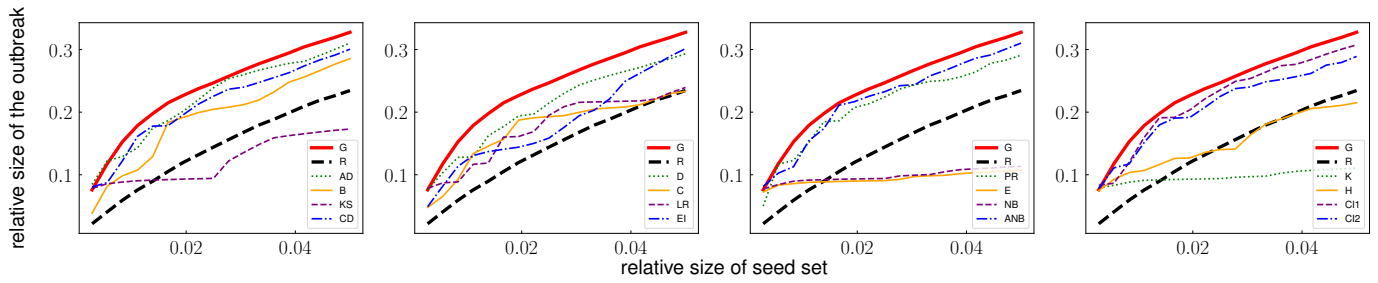 relative size of the outbreak
0.3
0.2
0.1
0.02
0.04
G
R
AD
B
KS
CD
0.3
0.2
0.1
0.02
0.04
G
R
D
C
LR
EI
0.3
0.2
0.1
0.02
0.04
G
R
PR
E
NB
ANB
0.3
0.2
0.1
0.02
0.04
G
R
K
H
CI1
CI2
relative size of seed set